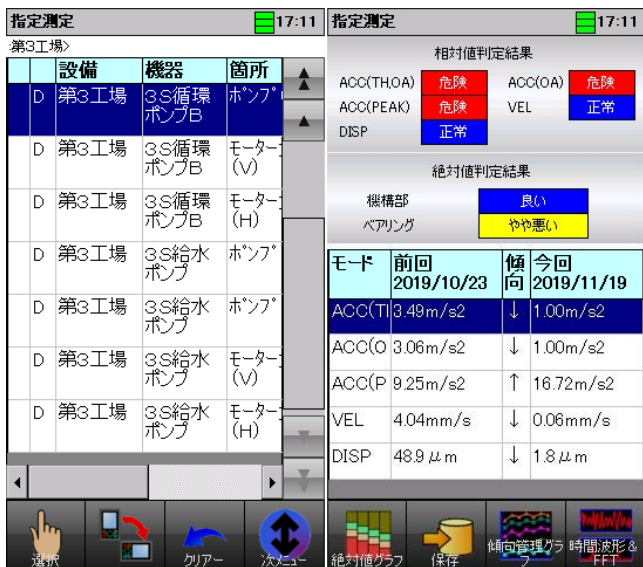 指定測定 17:11
:第3工場>
設備 機器 箇所
D 第3工場 3S循環 ポンプ
ポンプB
D 第3工場 3S循環 モーター
ポンプB (V)
D 第3工場 3S循環 モーター
ポンプB (H)
D 第3工場 3S給水 ポンプ
ポンプ
D 第3工場 3S給水 ポンプ
ポンプ
D 第3工場 3S給水 モーター
ポンプ (V)
D 第3工場 3S給水 モーター
ポンプ (H)
選択 クリアー 次メニュー
指定測定 17:11
相対値判定結果
ACC(TH,OA) 危険 ACC(OA) 危険
ACC(PEAK) 危険 VEL 正常
DISP 正常
絶対値判定結果
機構部 良い
ベアリング やや悪い
モード 前回 傾 今回
2019/10/23 向 2019/11/19
ACC(TH 3.49m/s2 ↓ 1.00m/s2
ACC(O 3.06m/s2 ↓ 1.00m/s2
ACC(P 9.25m/s2 ↑ 16.72m/s2
VEL 4.04mm/s ↓ 0.06mm/s
DISP 48.9μm ↓ 1.8μm
絶対値グラフ 保存 傾向管理グラ 時間波形&
フ FFT